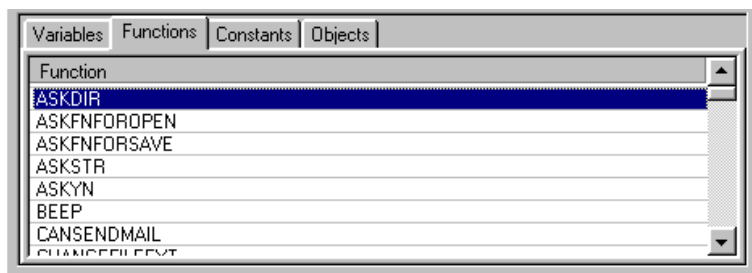 Variables Functions Constants Objects
Function
ASKDIR
ASKFNFOROPEN
ASKFNFORSAVE
ASKSTR
ASKYN
BEEP
CANSENDMAIL